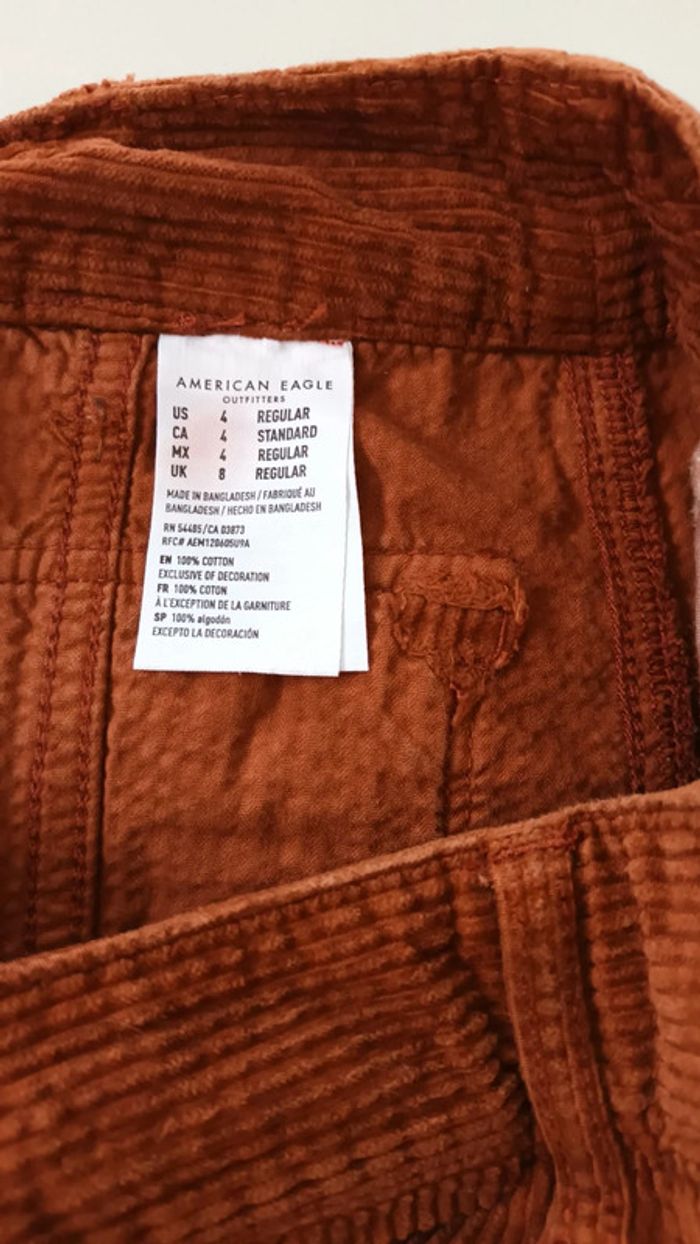 AMERICAN EAGLE
OUTFITTERS
US 4 REGULAR
CA 4 STANDARD
MX 4 REGULAR
UK 8 REGULAR
MADE IN BANGLADESH / FABRIQUÉ AU
BANGLADESH / HECHO EN BANGLADESH
RN 54485/CA 03873
RFC# AEM120605U9A
EN 100% COTTON
EXCLUSIVE OF DECORATION
FR 100% COTON
À L'EXCEPTION DE LA GARNITURE
SP 100% algodón
EXCEPTO LA DECORACIÓN